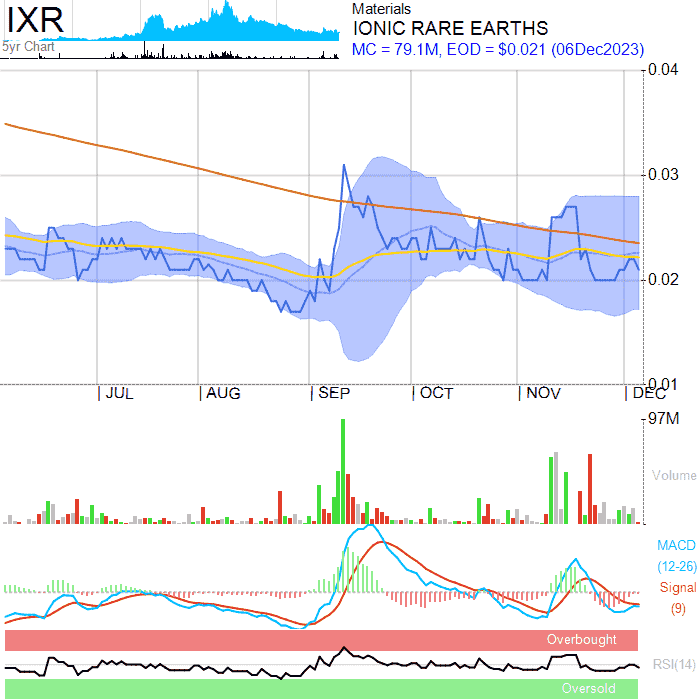 IXR
5yr Chart
Materials
IONIC RARE EARTHS
MC = 79.1M, EOD = $0.021 (06Dec2023)
0.04
0.03
0.02
0.01
JUL AUG SEP OCT NOV DEC
97M
Volume
MACD
(12-26)
Signal
(9)
Overbought
RSI(14)
Oversold